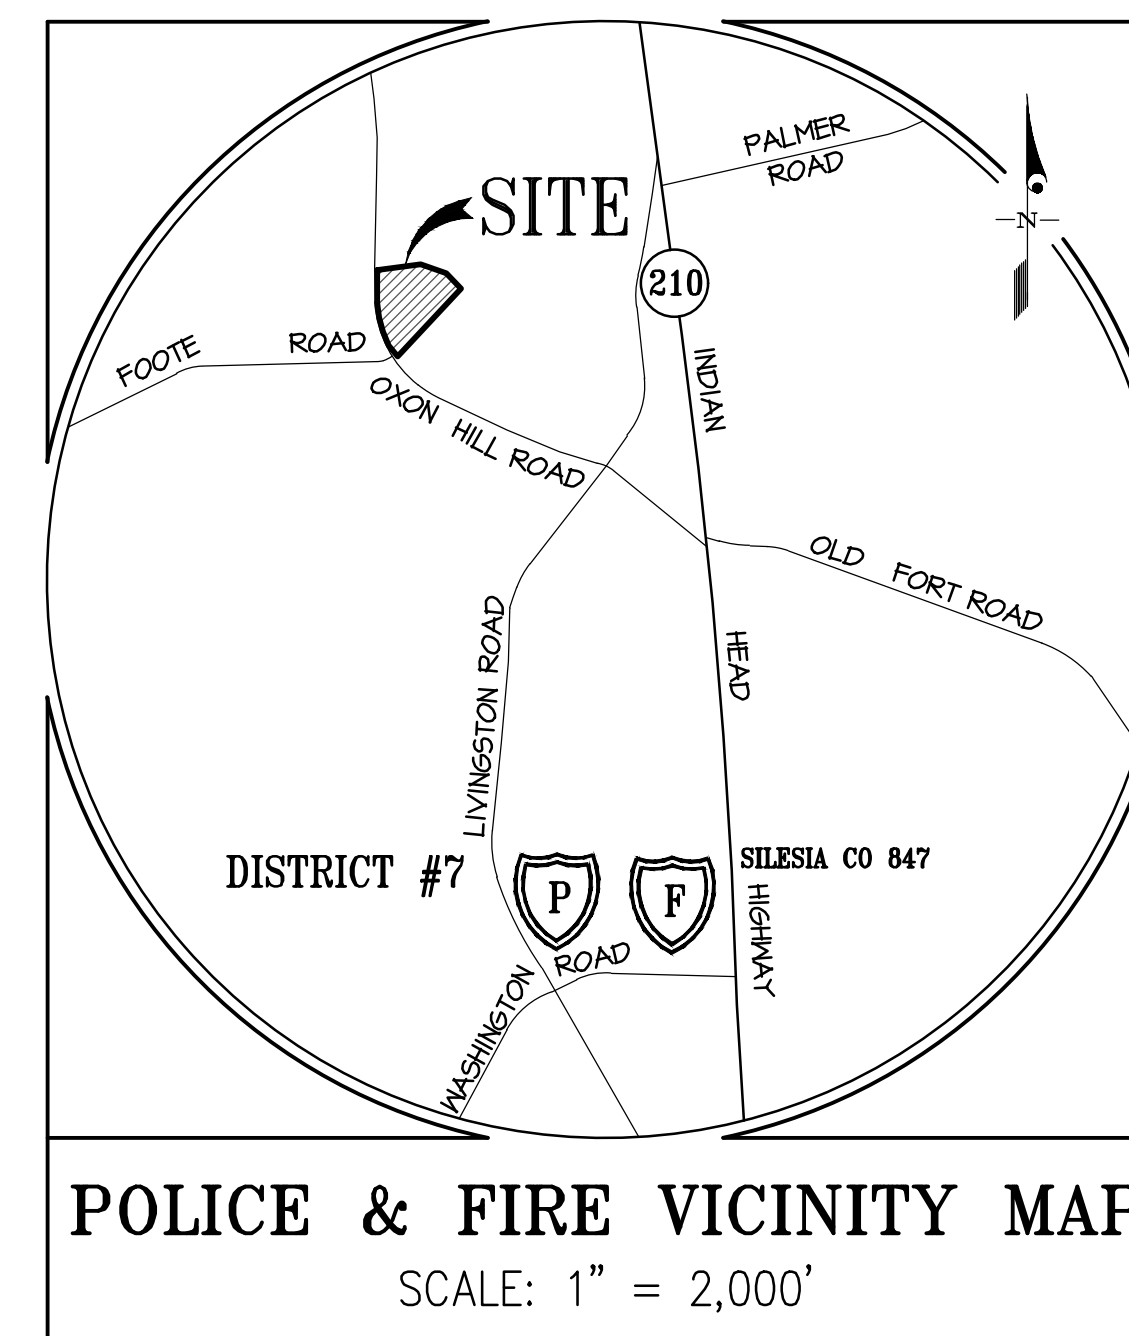 PALMER
ROAD
SITE
N
210
FOOTE ROAD
INDIAN
OXON HILL ROAD
OLD FORT ROAD
LIVINGSTON ROAD
HEAD
DISTRICT #7
P
F
SILESIA CO 847
HIGHWAY
WASHINGTON ROAD
POLICE & FIRE VICINITY MAP
SCALE: 1" = 2,000'